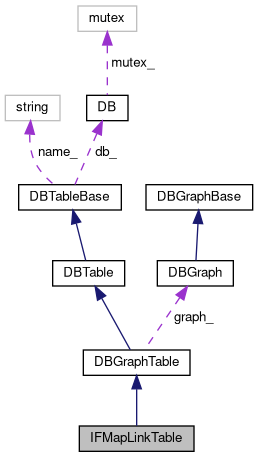 mutex
mutex_
string
DB
name_
db_
DBTableBase
DBGraphBase
DBTable
DBGraph
graph_
DBGraphTable
IFMapLinkTable